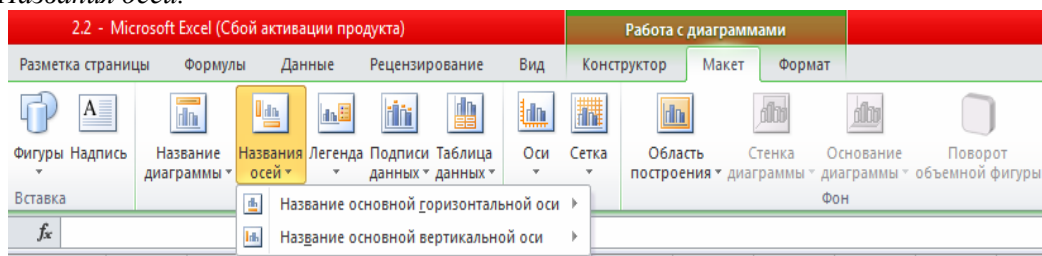 Названия осей.
2.2 - Microsoft Excel (Сбой активации продукта)
Работа с диаграммами
Разметка страницы Формулы Данные Рецензирование Вид Конструктор Макет Формат
Фигуры Надпись Название диаграммы Названия осей Легенда Подписи данных Таблица данных Оси Сетка Область построения Стенка диаграммы Основание диаграммы Поворот объемной фигуры
Вставка Фон
Название основной горизонтальной оси
fx Название основной вертикальной оси